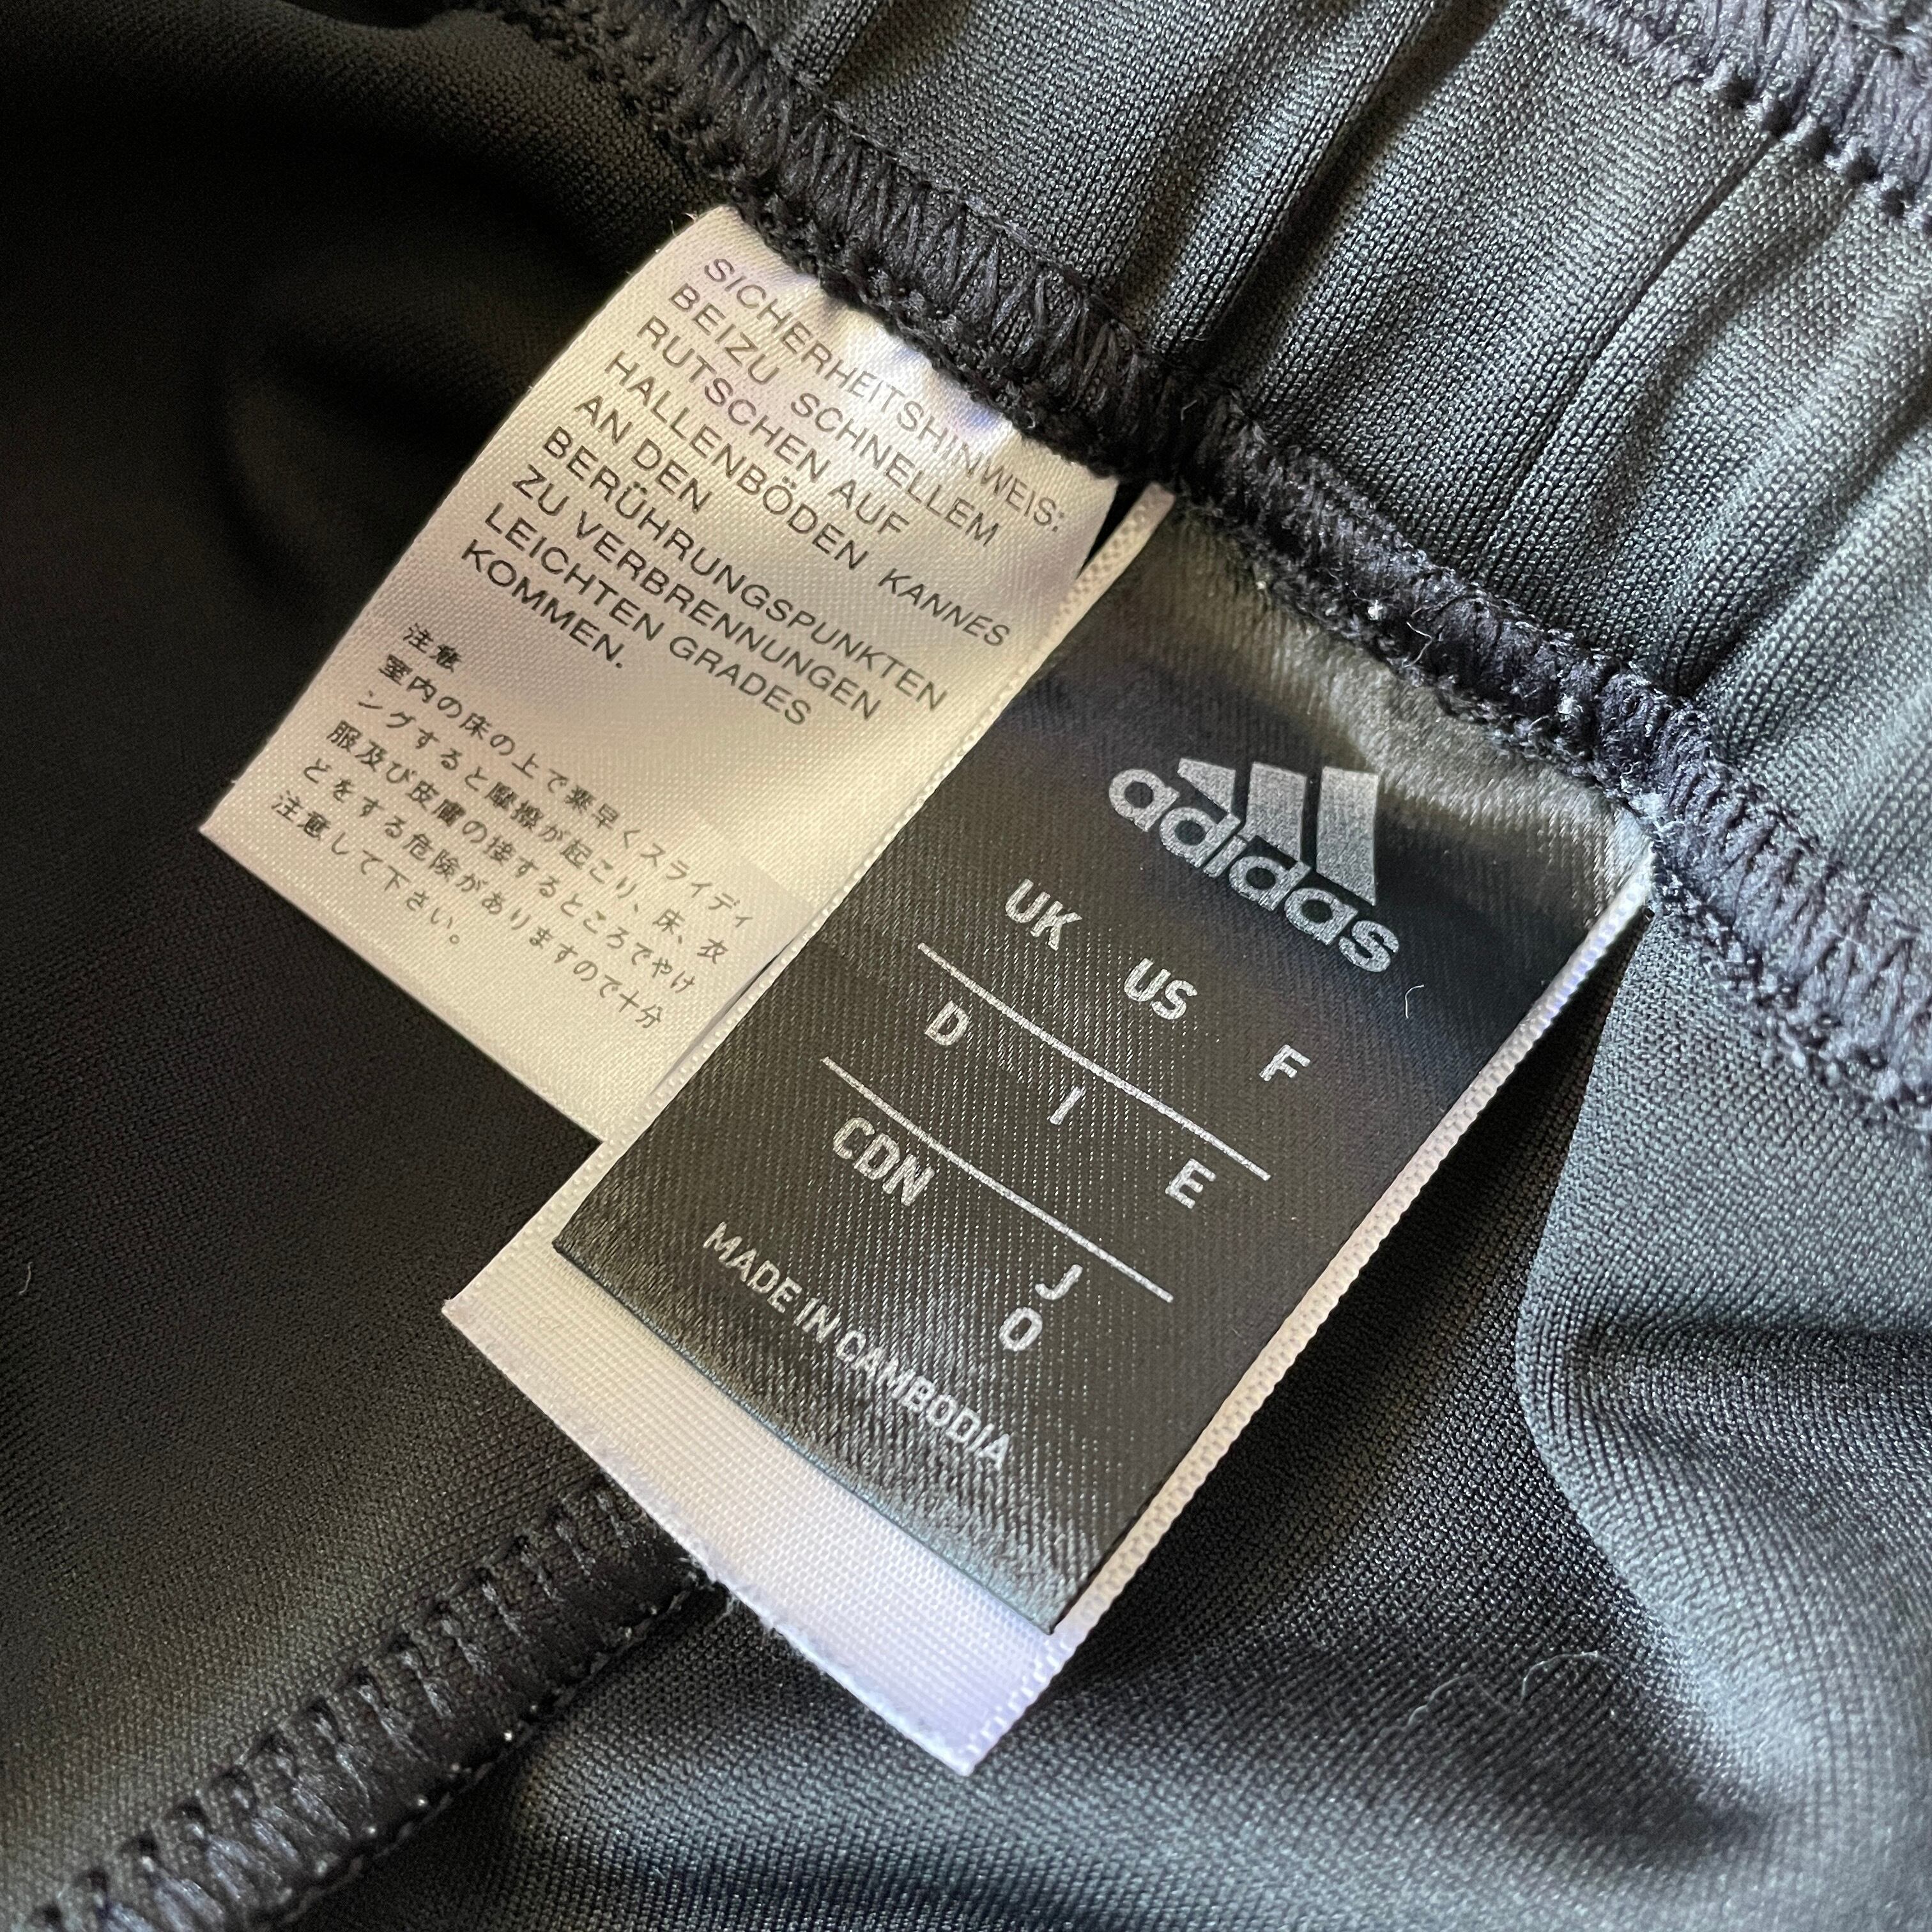 SICHERHEITSHINWEIS:
BEIZU SCHNELLEM
RUTSCHEN AUF
HALLENBÖDEN KANNES
AN DEN
BERÜHRUNGSPUNKTEN
ZU VERBRENNUNGEN
LEICHTEN GRADES
KOMMEN.
注意
室内の床の上で素早くスライディ
ングすると摩擦が起こり、床、衣
服及び皮膚の接するところでやけ
どをする危険がありますので十分
注意して下さい。
adidas
UK US F
D I E
CDN J
O
MADE IN CAMBODIA